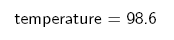 temperature = 98.6